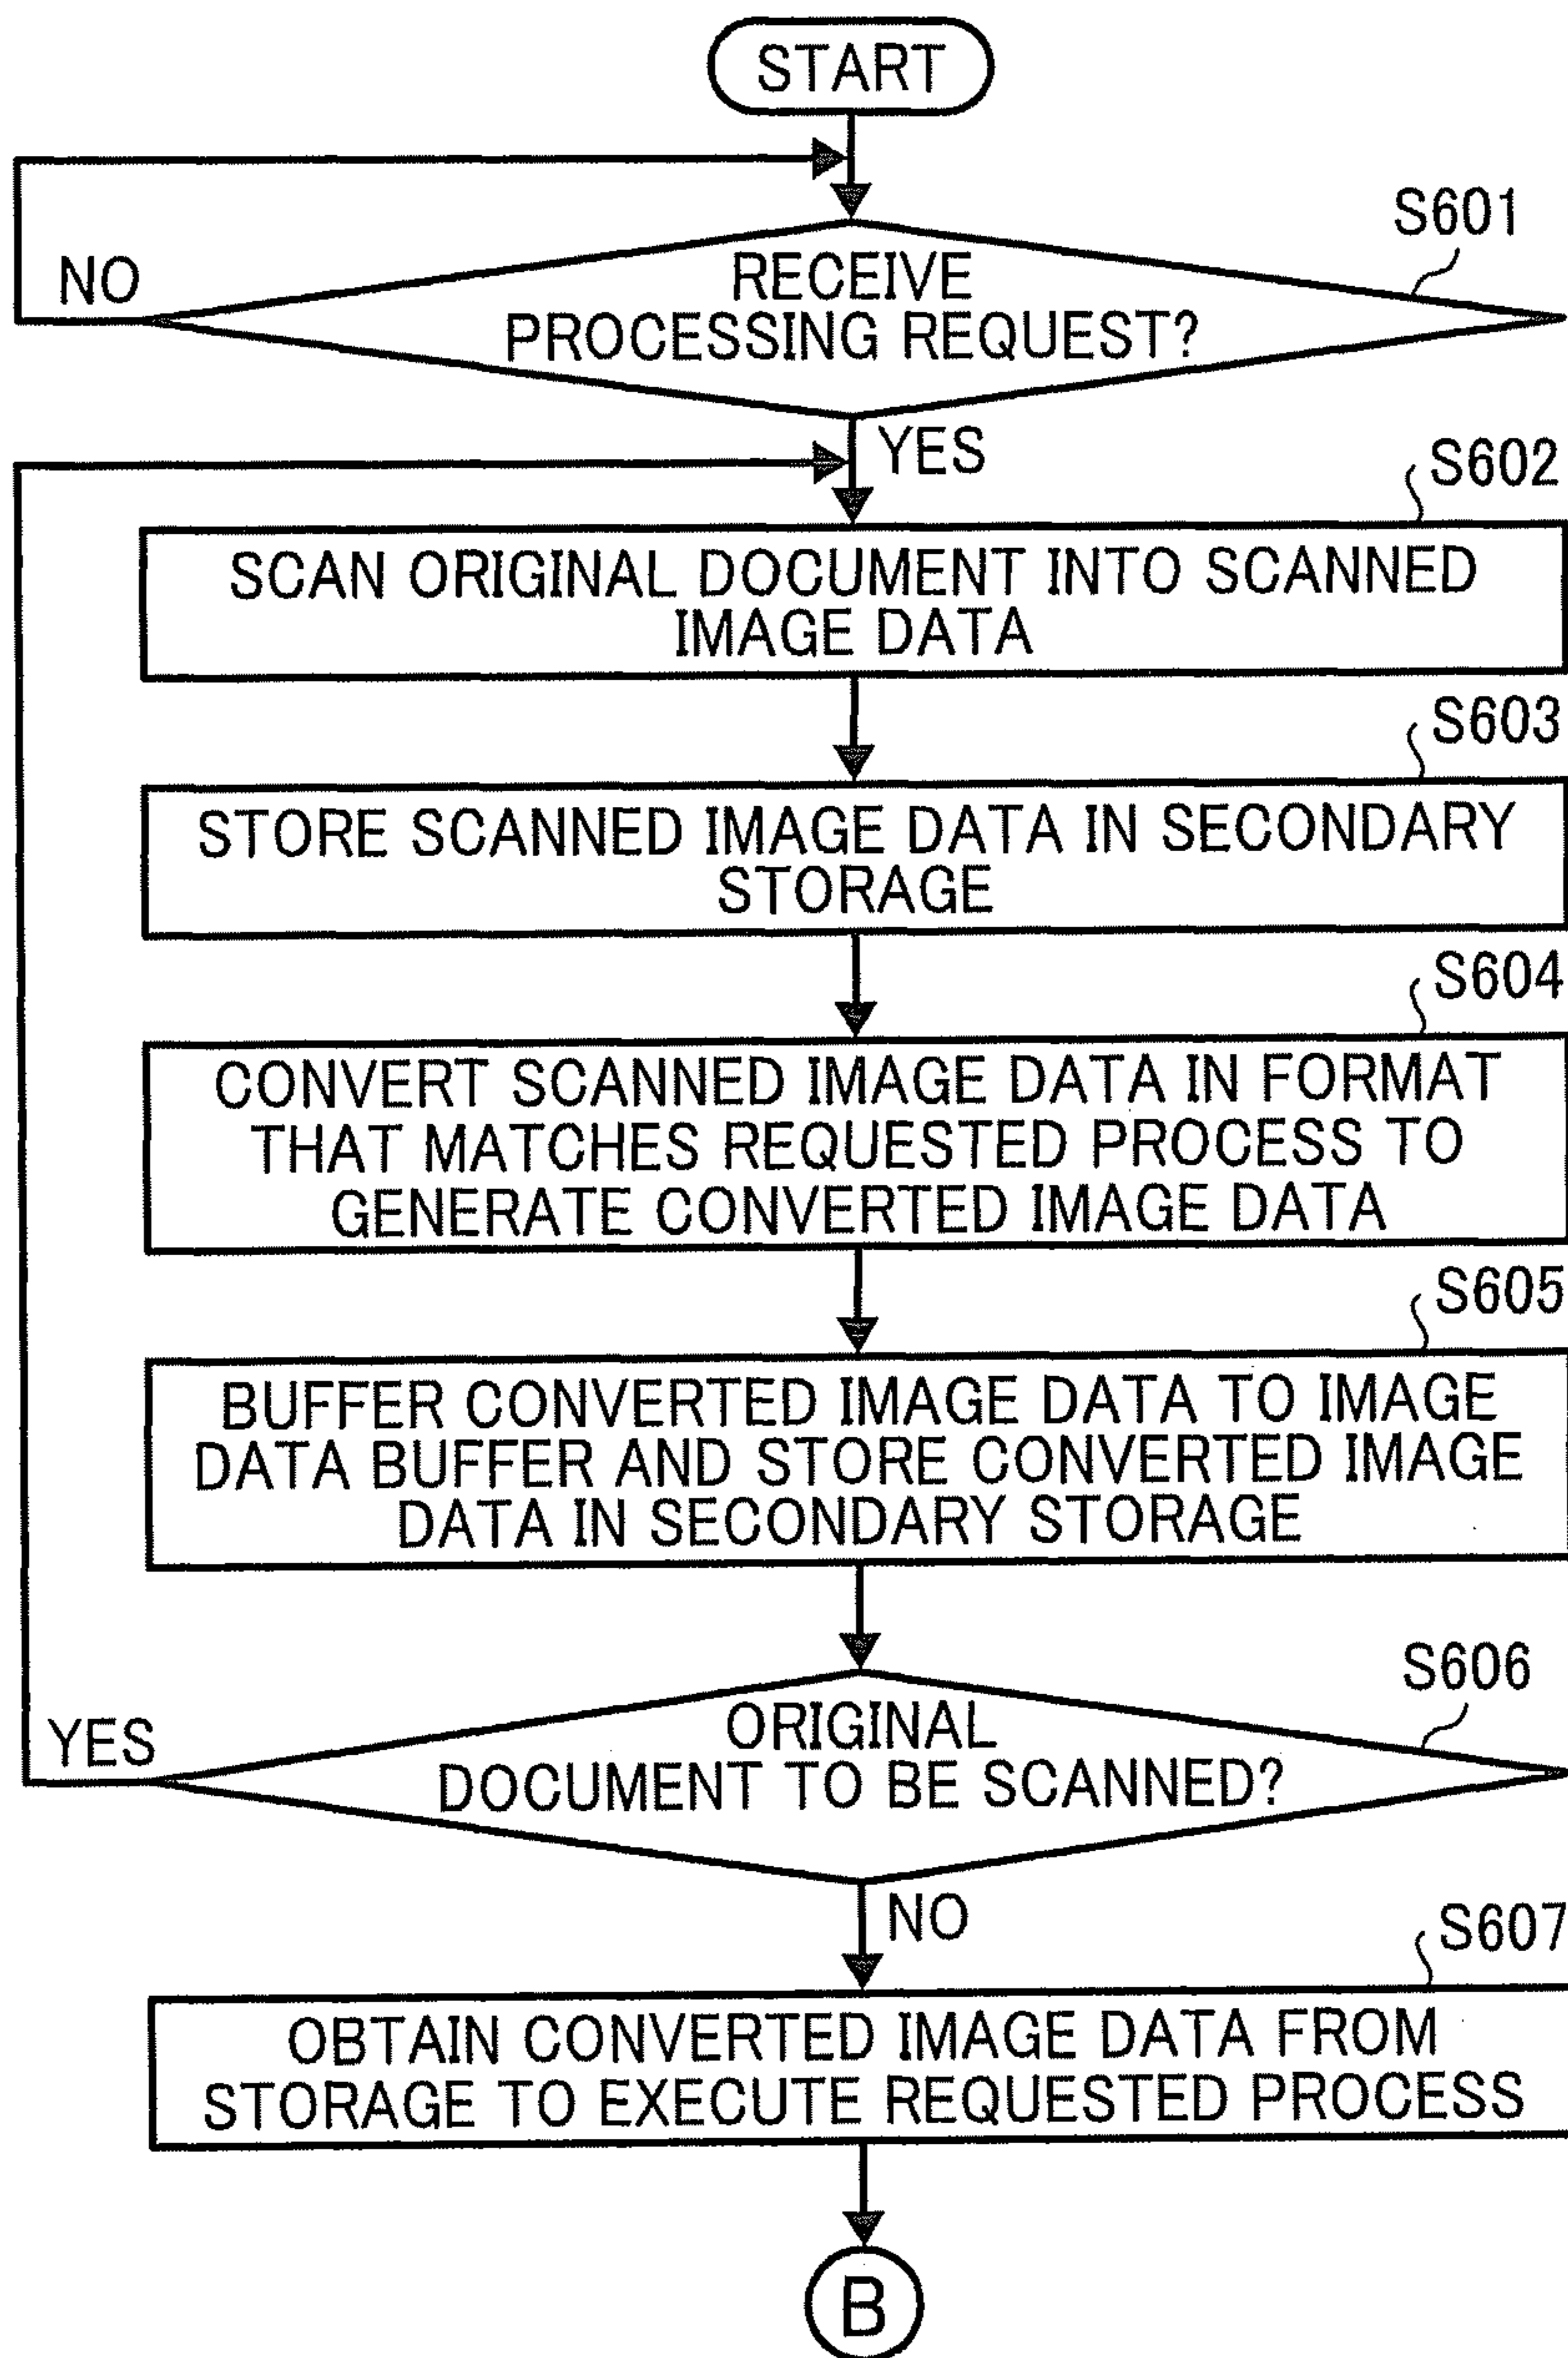 START
S601
NO
RECEIVE
PROCESSING REQUEST?
YES
S602
SCAN ORIGINAL DOCUMENT INTO SCANNED
IMAGE DATA
S603
STORE SCANNED IMAGE DATA IN SECONDARY
STORAGE
S604
CONVERT SCANNED IMAGE DATA IN FORMAT
THAT MATCHES REQUESTED PROCESS TO
GENERATE CONVERTED IMAGE DATA
S605
BUFFER CONVERTED IMAGE DATA TO IMAGE
DATA BUFFER AND STORE CONVERTED IMAGE
DATA IN SECONDARY STORAGE
S606
YES
ORIGINAL
DOCUMENT TO BE SCANNED?
NO
S607
OBTAIN CONVERTED IMAGE DATA FROM
STORAGE TO EXECUTE REQUESTED PROCESS
B